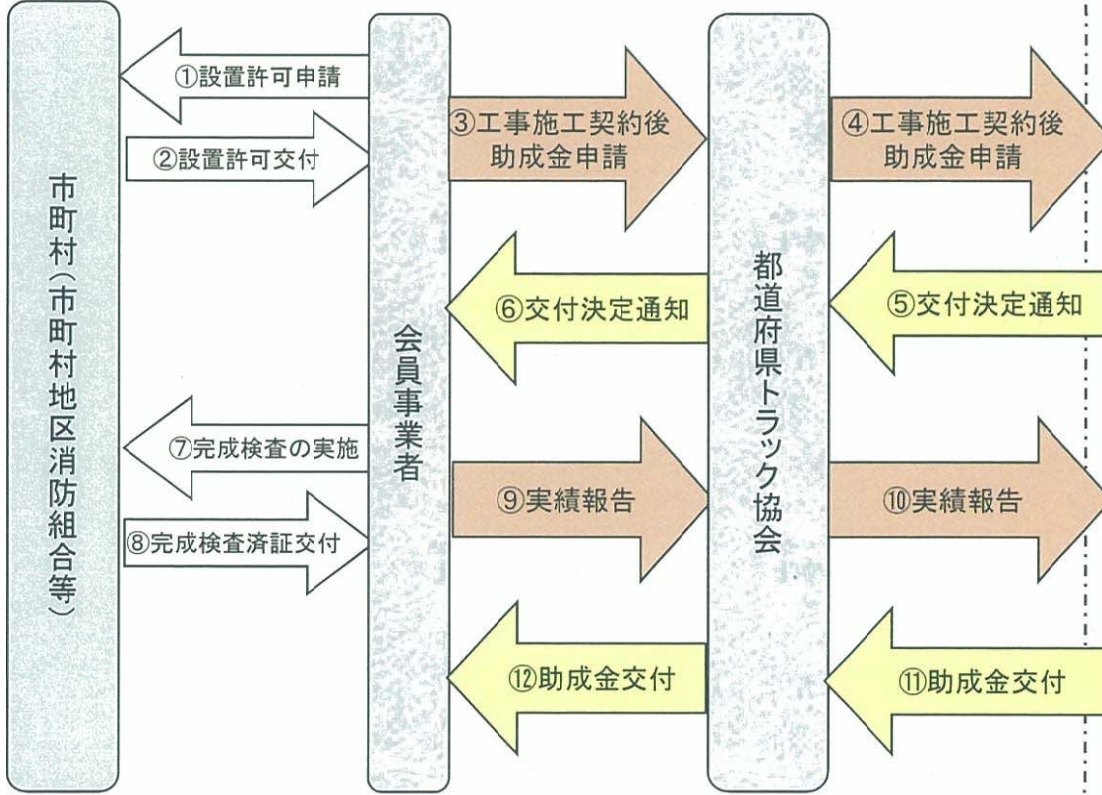 市町村(市町村地区消防組合等)
会員事業者
都道府県トラック協会
①設置許可申請
②設置許可交付
③工事施工契約後
助成金申請
④工事施工契約後
助成金申請
⑤交付決定通知
⑥交付決定通知
⑦完成検査の実施
⑧完成検査済証交付
⑨実績報告
⑩実績報告
⑪助成金交付
⑫助成金交付